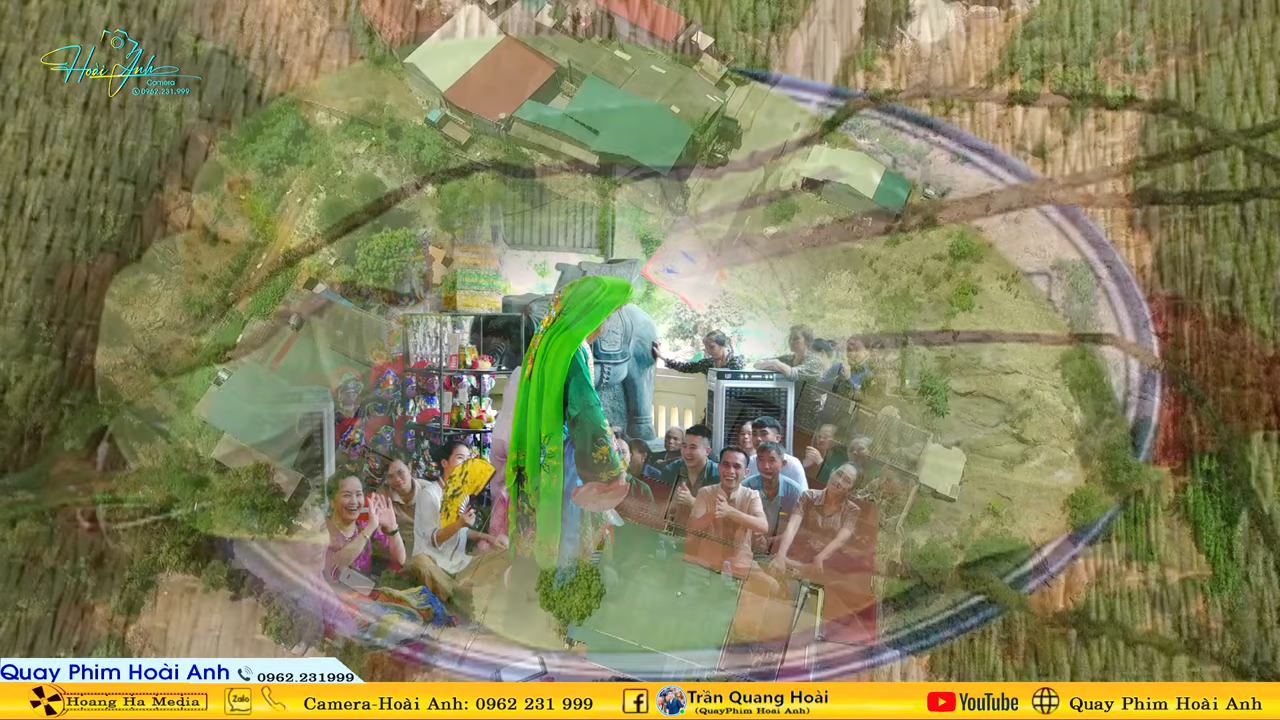 Hoài Anh
Camera
0962.231.999
Quay Phim Hoài Anh 0962.231999
Hoang Ha Media Zalo Camera-Hoài Anh: 0962 231 999 Trần Quang Hoài YouTube Quay Phim Hoài Anh
(QuayPhim Hoai Anh)